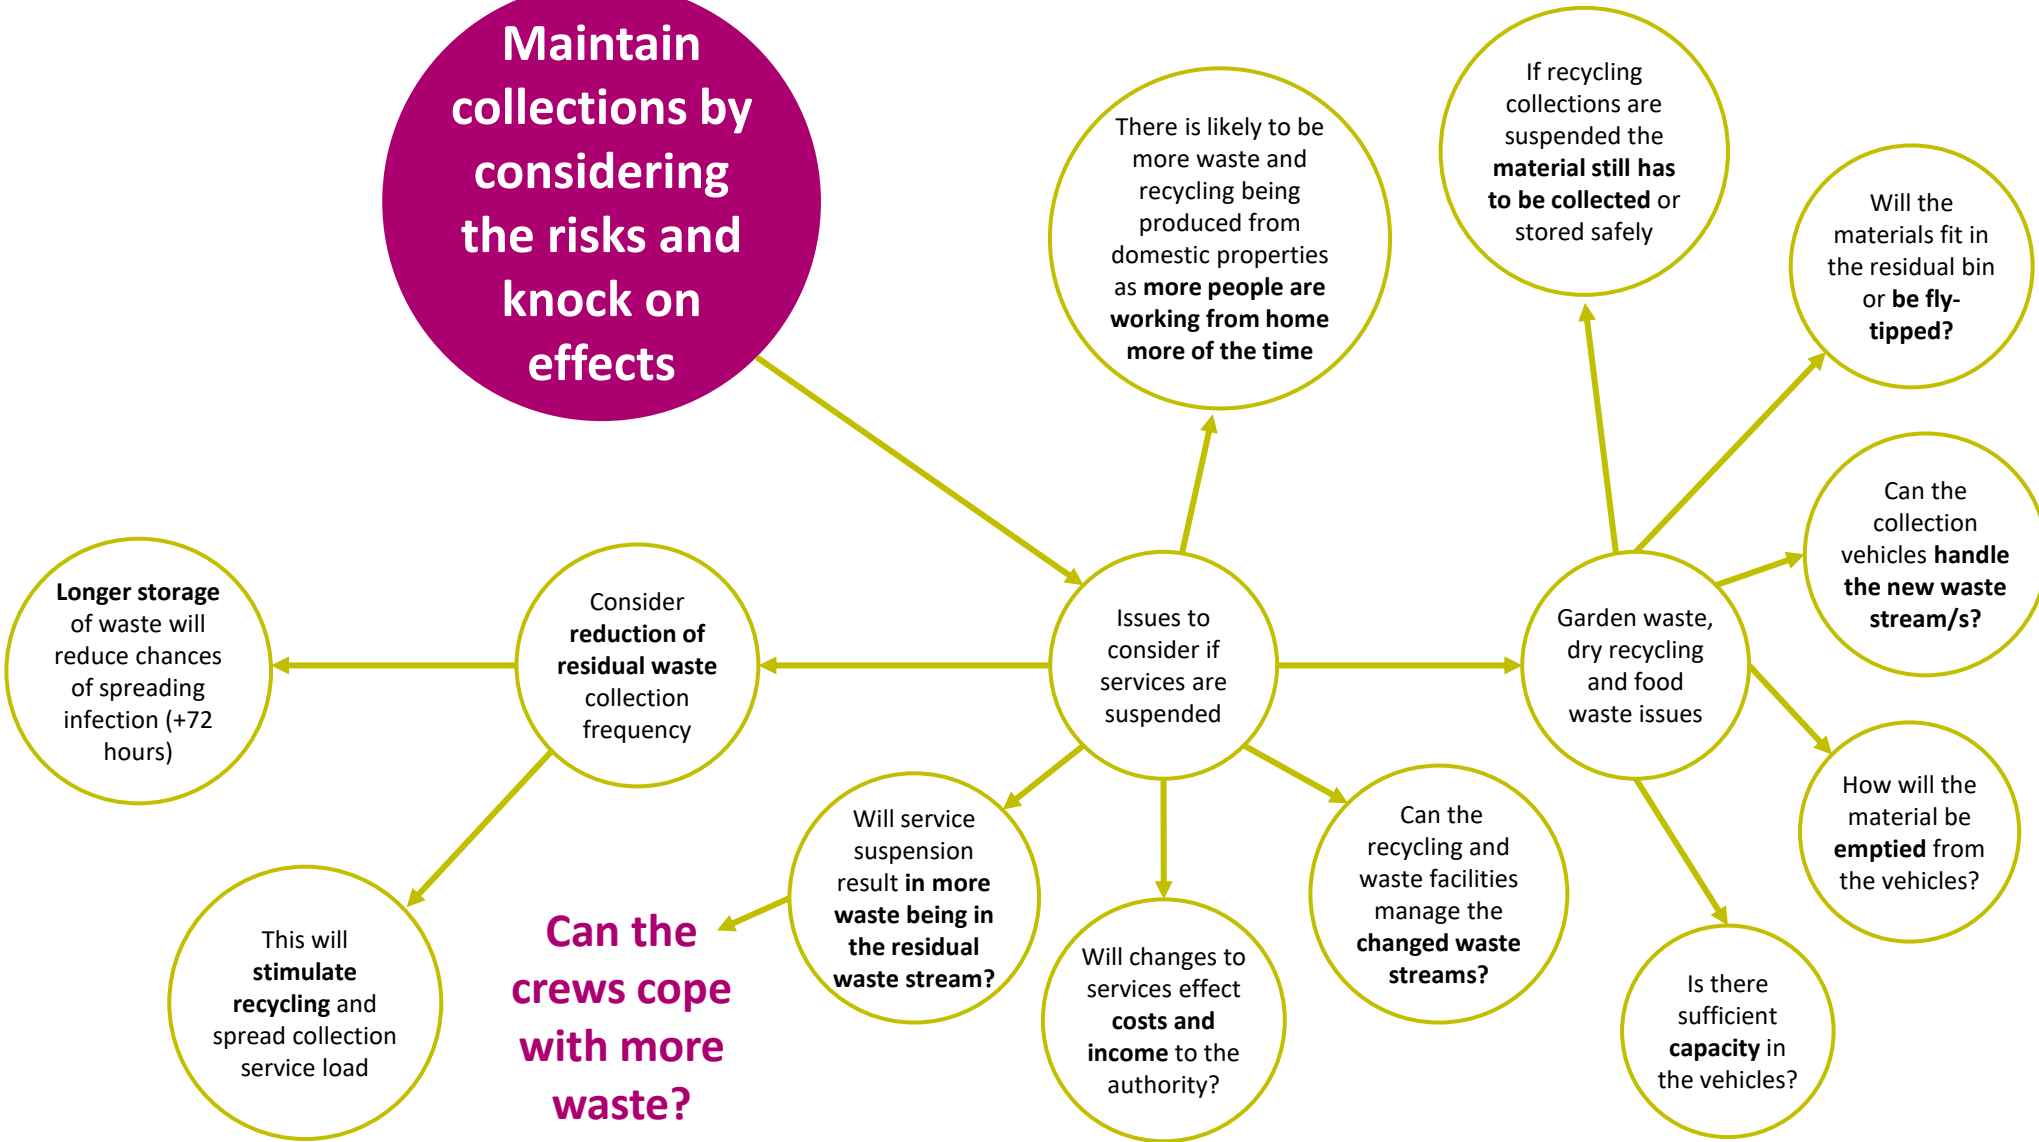 Maintain
collections by
considering
the risks and
knock on
effects
There is likely to be
more waste and
recycling being
produced from
domestic properties
as more people are
working from home
more of the time
If recycling
collections are
suspended the
material still has
to be collected or
stored safely
Will the
materials fit in
the residual bin
or be fly-
tipped?
Can the
collection
vehicles handle
the new waste
stream/s?
Longer storage
of waste will
reduce chances
of spreading
infection (+72
hours)
Consider
reduction of
residual waste
collection
frequency
Issues to
consider if
services are
suspended
Garden waste,
dry recycling
and food
waste issues
How will the
material be
emptied from
the vehicles?
This will
stimulate
recycling and
spread collection
service load
Can the
crews cope
with more
waste?
Will service
suspension
result in more
waste being in
the residual
waste stream?
Will changes to
services effect
costs and
income to the
authority?
Can the
recycling and
waste facilities
manage the
changed waste
streams?
Is there
sufficient
capacity in
the vehicles?